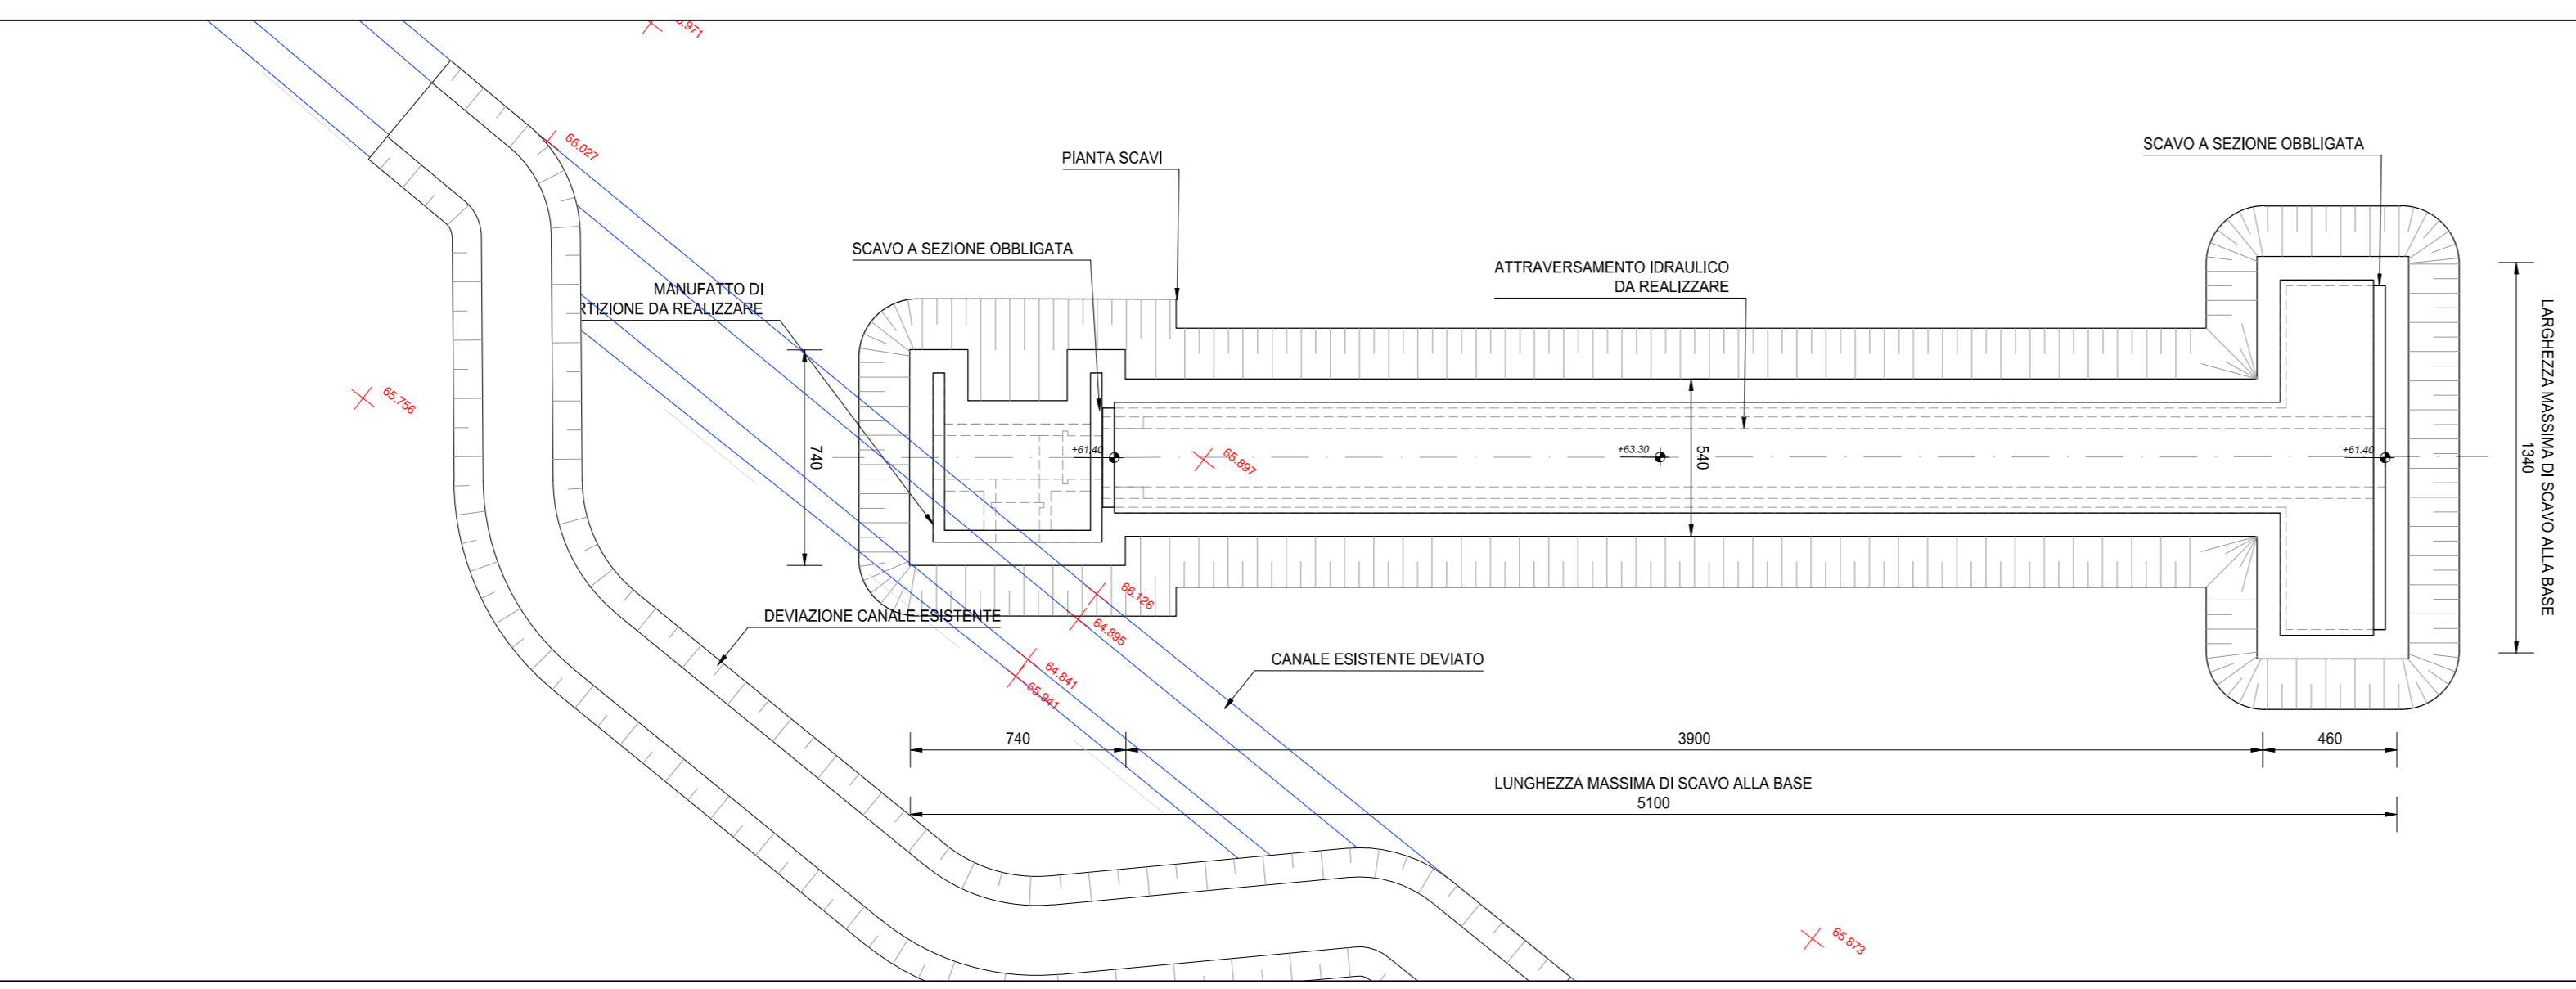 66.027
PIANTA SCAVI
SCAVO A SEZIONE OBBLIGATA
SCAVO A SEZIONE OBBLIGATA
MANUFATTO DI
RTIZIONE DA REALIZZARE
ATTRAVERSAMENTO IDRAULICO
DA REALIZZARE
65.756
740
+61.40
65.897
+63.30
540
+61.40
1340
LARGHEZZA MASSIMA DI SCAVO ALLA BASE
DEVIAZIONE CANALE ESISTENTE
66.126
64.895
64.841
65.941
CANALE ESISTENTE DEVIATO
740
3900
460
LUNGHEZZA MASSIMA DI SCAVO ALLA BASE
5100
65.873